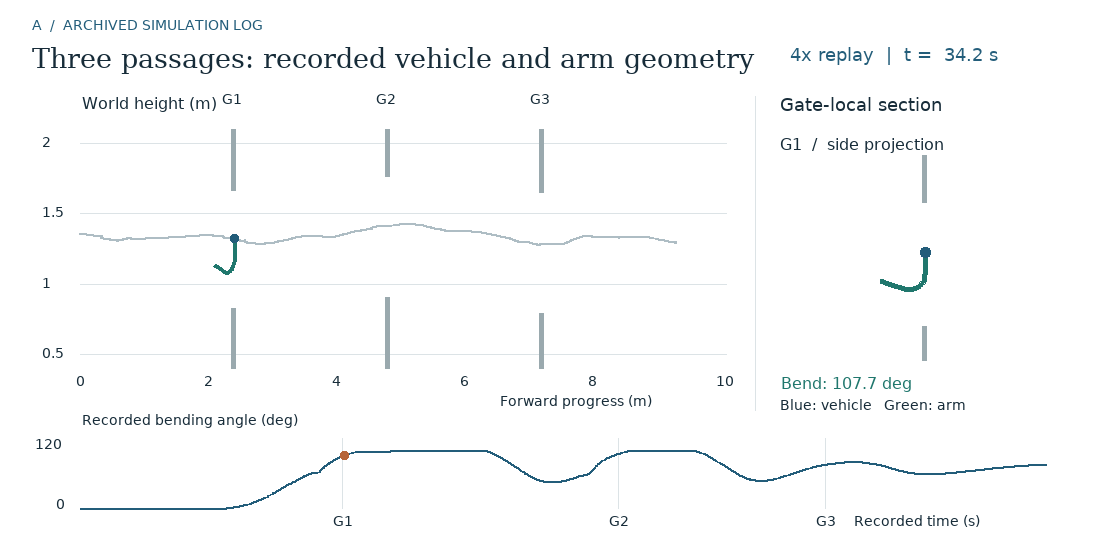 A / ARCHIVED SIMULATION LOG
Three passages: recorded vehicle and arm geometry
4x replay | t = 34.2 s
World height (m)
G1
G2
G3
Gate-local section
G1 / side projection
2
1.5
1
0.5
0
2
4
6
8
10
Forward progress (m)
Bend: 107.7 deg
Blue: vehicle Green: arm
Recorded bending angle (deg)
120
0
G1
G2
G3
Recorded time (s)